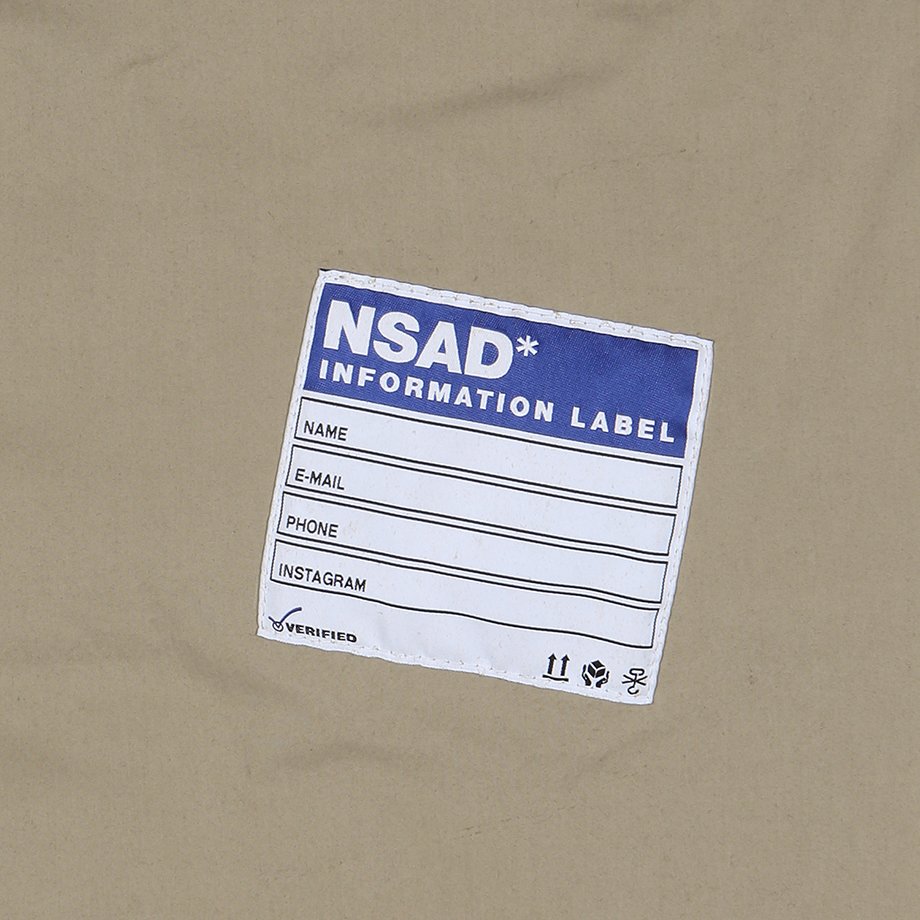 NSAD*
INFORMATION LABEL
NAME
E-MAIL
PHONE
INSTAGRAM
VERIFIED